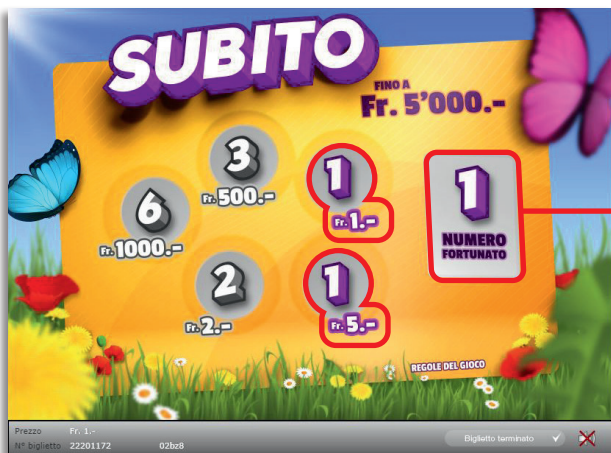 SUBITO
FINO A
Fr. 5'000.-
3
Fr. 500.-
1
Fr. 1.-
6
Fr. 1000.-
1
NUMERO
FORTUNATO
2
Fr. 2.-
1
Fr. 5.-
REGOLE DEL GIOCO
Prezzo Fr. 1.-
N° biglietto 22201172 02bz8
Biglietto terminato